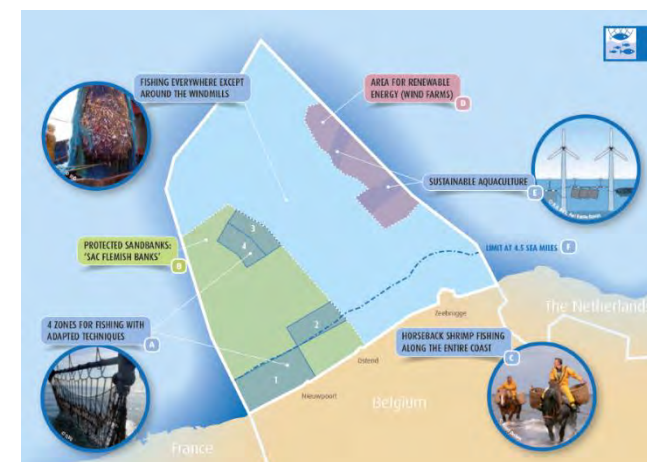 FISHING EVERYWHERE EXCEPT
AROUND THE WINDMILLS
AREA FOR RENEWABLE
ENERGY (WIND FARMS)
D
SUSTAINABLE AQUACULTURE
E
PROTECTED SANDBANKS:
'SAC FLEMISH BANKS'
B
3
4
LIMIT AT 4.5 SEA MILES
F
4 ZONES FOR FISHING WITH
ADAPTED TECHNIQUES
A
2
1
Zeebrugge
The Netherlands
HORSEBACK SHRIMP FISHING
ALONG THE ENTIRE COAST
C
Ostend
Nieuwpoort
Belgium
France